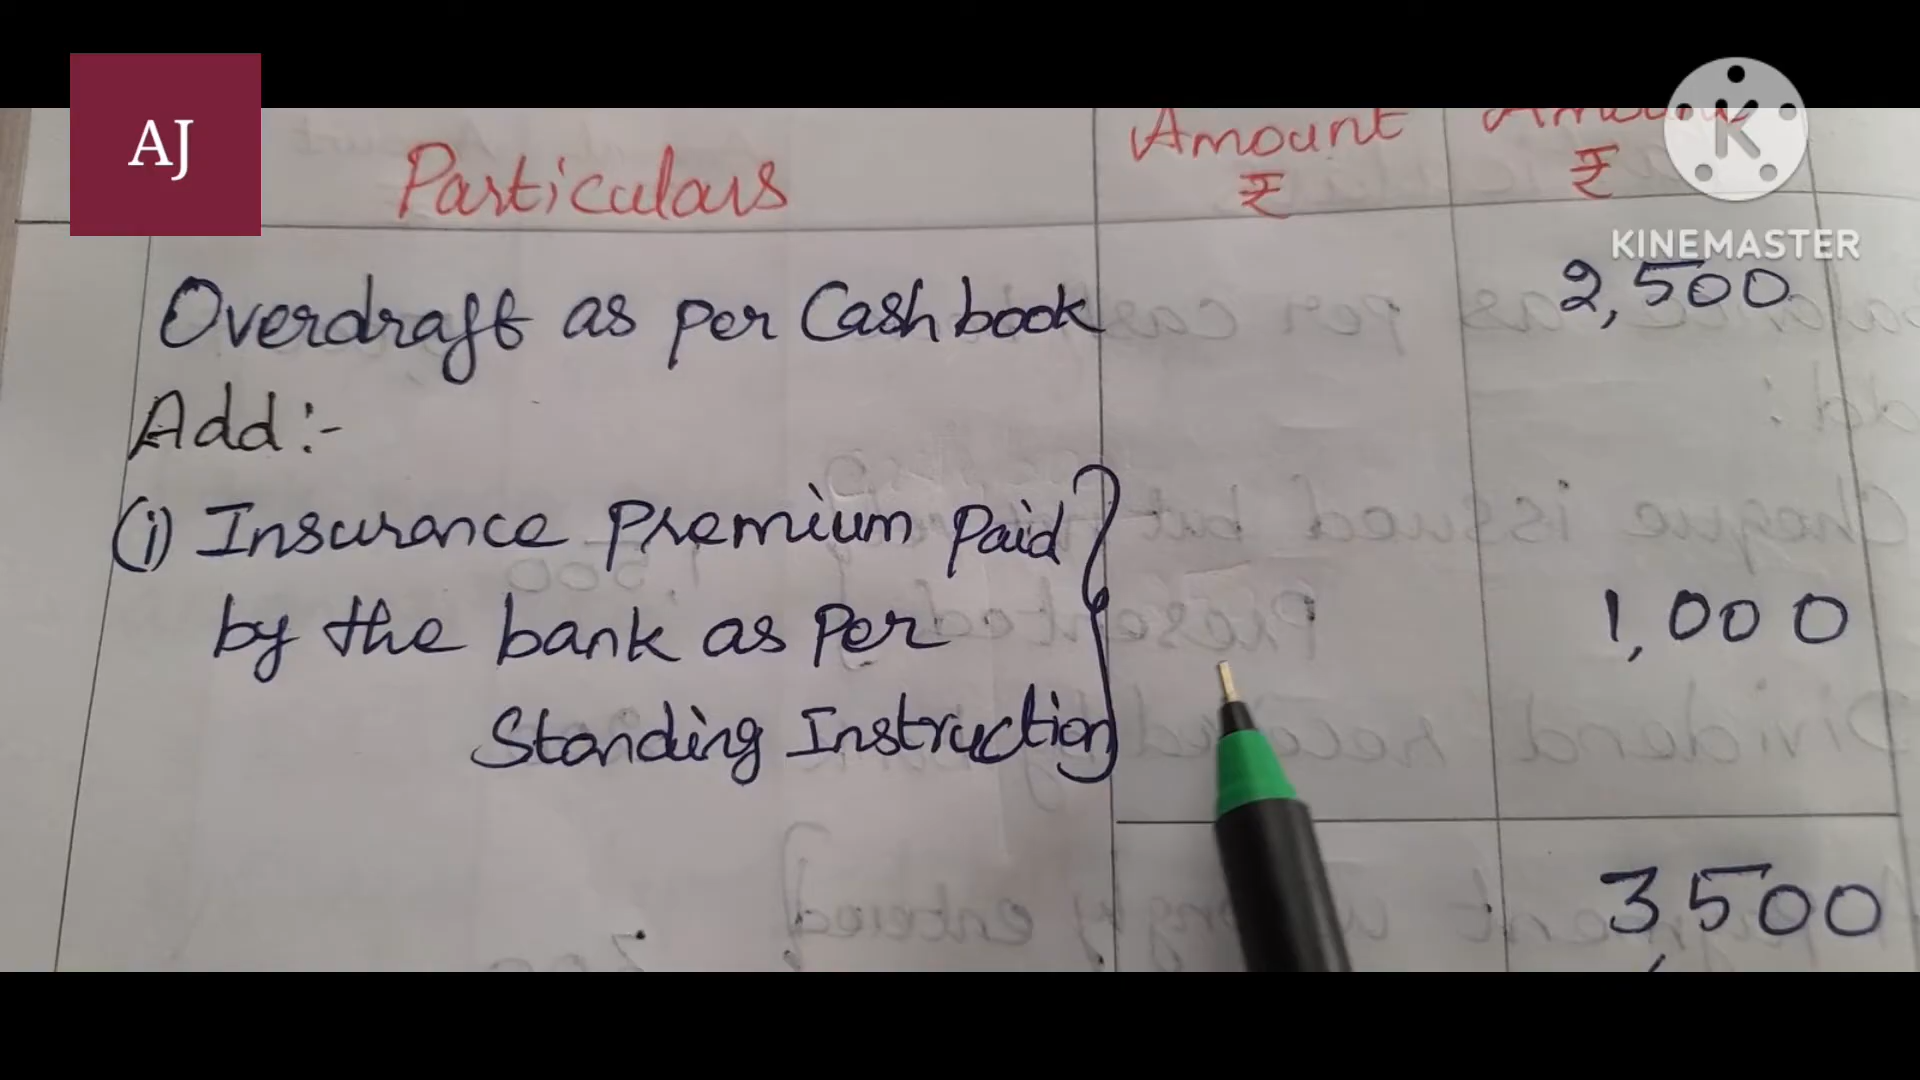 AJ
Particulars Amount Amount
₹ ₹
KINEMASTER
Overdraft as per Cash book 2,500
Add:-
(i) Insurance Premium Paid
by the bank as Per 1,000
Standing Instruction
3,500